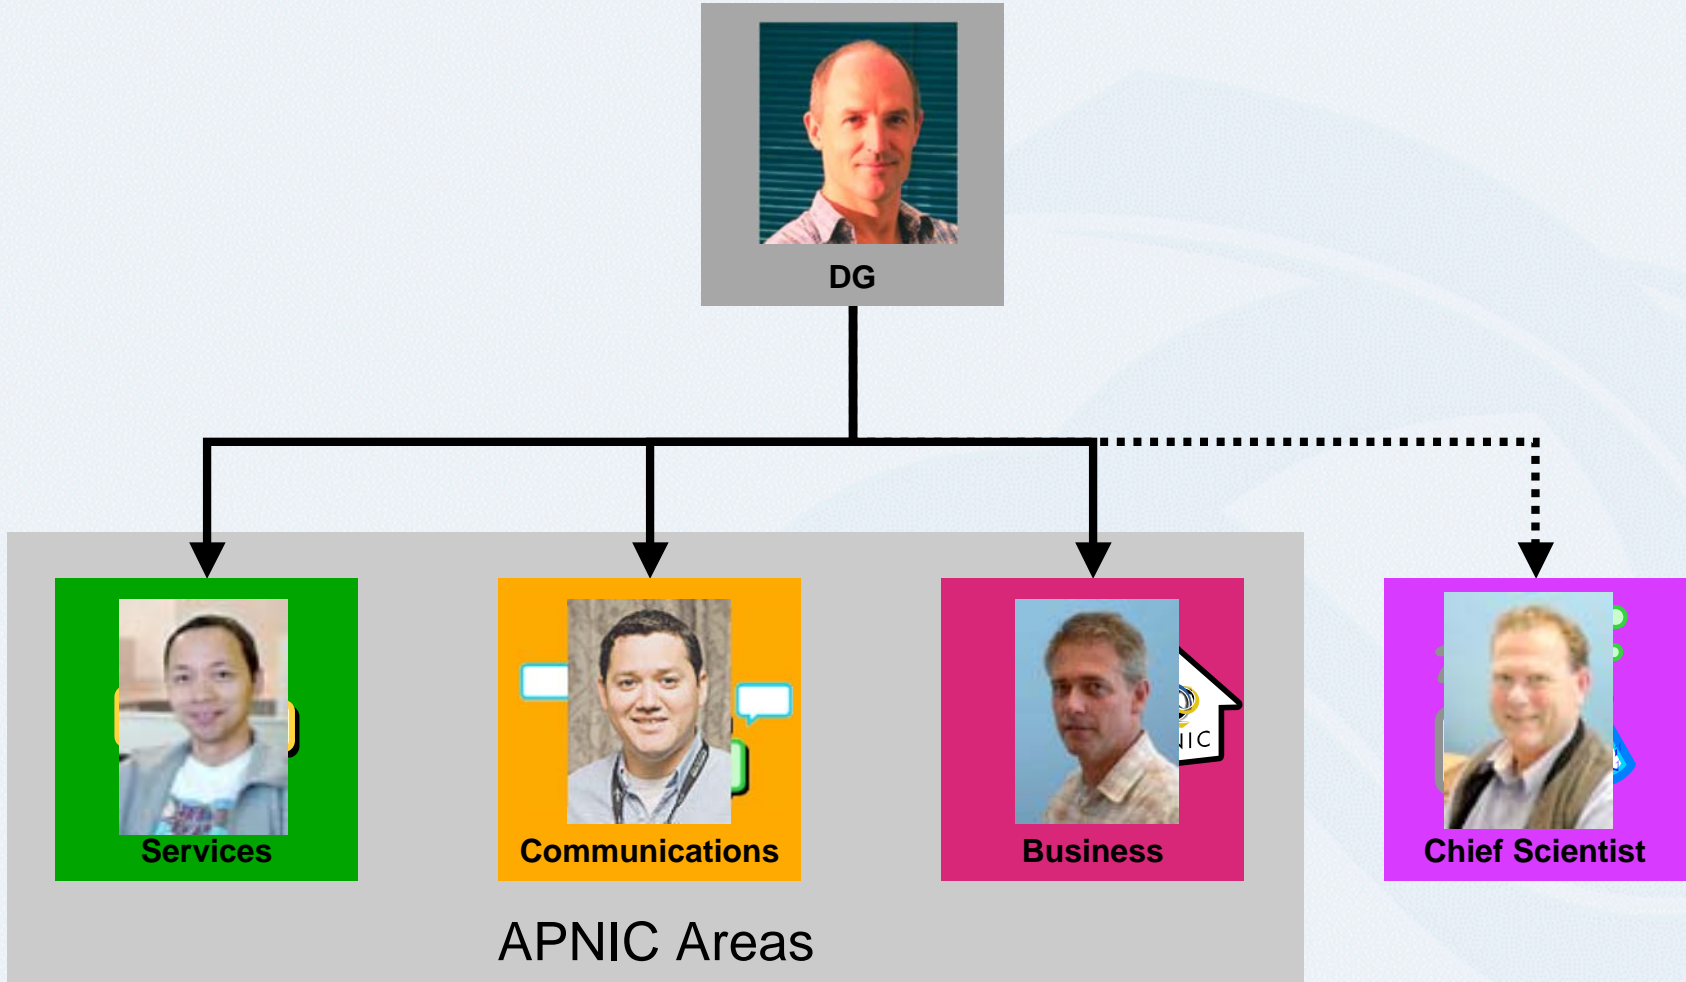 DG
Services
Communications
Business
Chief Scientist
APNIC Areas